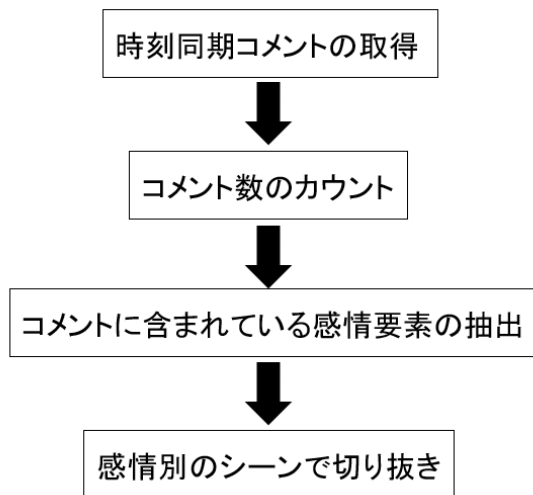 時刻同期コメントの取得
コメント数のカウント
コメントに含まれている感情要素の抽出
感情別のシーンで切り抜き